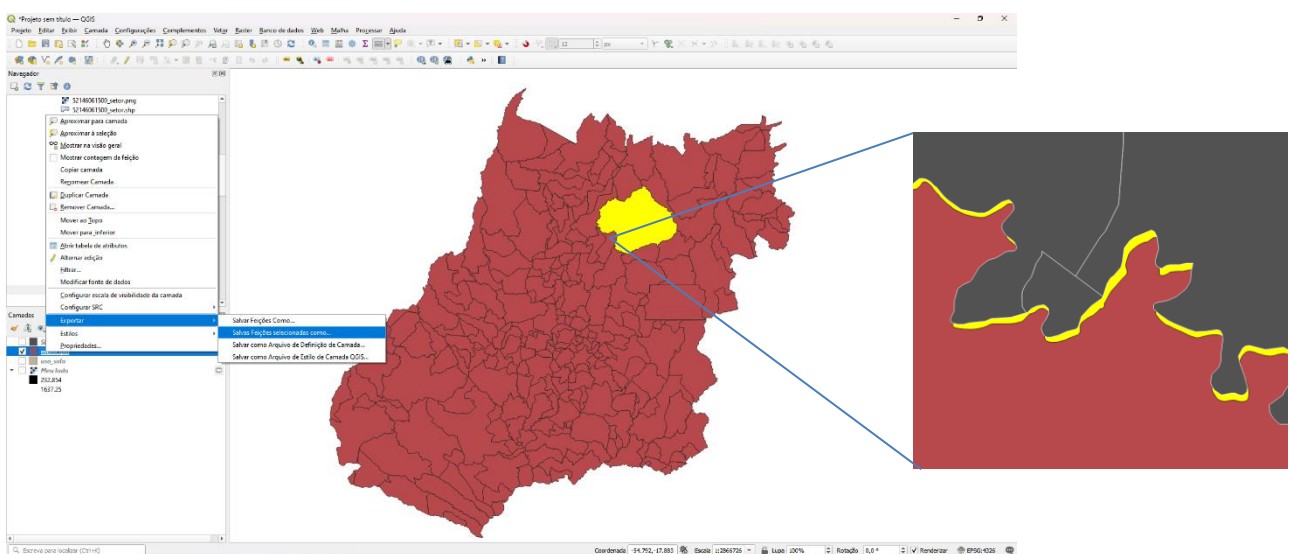 *Projeto sem título — QGIS
Projeto Editar Exibir Camada Configurações Complementos Vetor Raster Banco de dados Web Malha Processar Ajuda
12 px
Navegador
52146061500_setor.png
52146061500_setor.shp
Aproximar para camada
Aproximar à seleção
Mostrar na visão geral
Mostrar contagem da feição
Copiar camada
Renomear Camada
Duplicar Camada
Remover Camada...
Mover ao Topo
Mover para inferior
Abrir tabela de atributos
Alternar edição
Filtrar...
Modificar fonte de dados
Configurar escala de visibilidade da camada
Configurar SRC
Exportar
Estilos
Propriedades...
Salvar Feições Como...
Salvar Feições selecionadas como...
Salvar como Arquivo de Definição de Camada...
Salvar como Arquivo de Estilo de Camada QGIS...
Camadas
uso_solo
292,854
1637.25
Escreva para localizar (Ctrl+K)
Coordenada -54.792,-17.883 Escala 1:2866726 Lupa 100% Rotação 0,0 ° Renderizar EPSG:4326